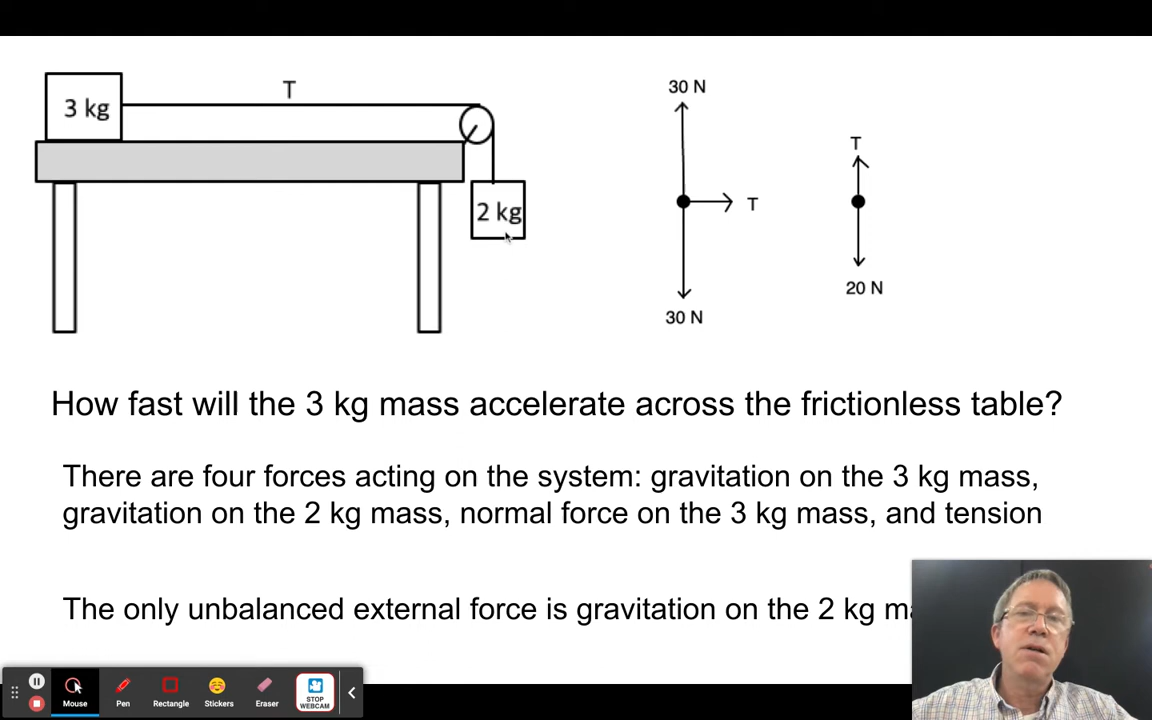 T
3 kg
2 kg
30 N
T
30 N
T
20 N
How fast will the 3 kg mass accelerate across the frictionless table?
There are four forces acting on the system: gravitation on the 3 kg mass,
gravitation on the 2 kg mass, normal force on the 3 kg mass, and tension
The only unbalanced external force is gravitation on the 2 kg
Mouse
Pen
Rectangle
Stickers
Eraser
STOP
WEBCAM